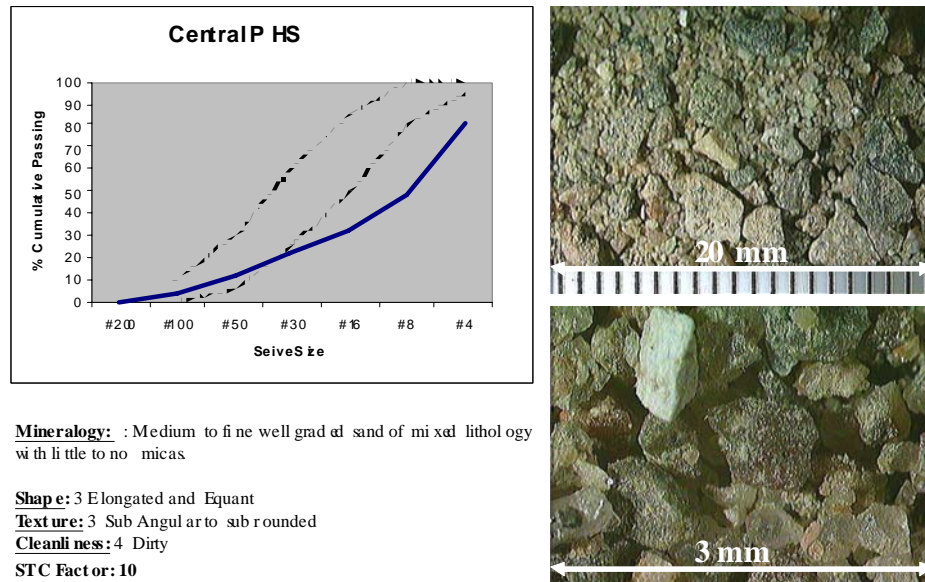 Central P HS
% Cumulative Passing
100
90
80
70
60
50
40
30
20
10
0
#200 #100 #50 #30 #16 #8 #4
Seive Size
Mineralogy: : Medium to fine well graded sand of mixed lithology
with little to no micas.
Shape: 3 Elongated and Equant
Texture: 3 Sub Angular to sub rounded
Cleanliness: 4 Dirty
STC Factor: 10
20 mm
3 mm